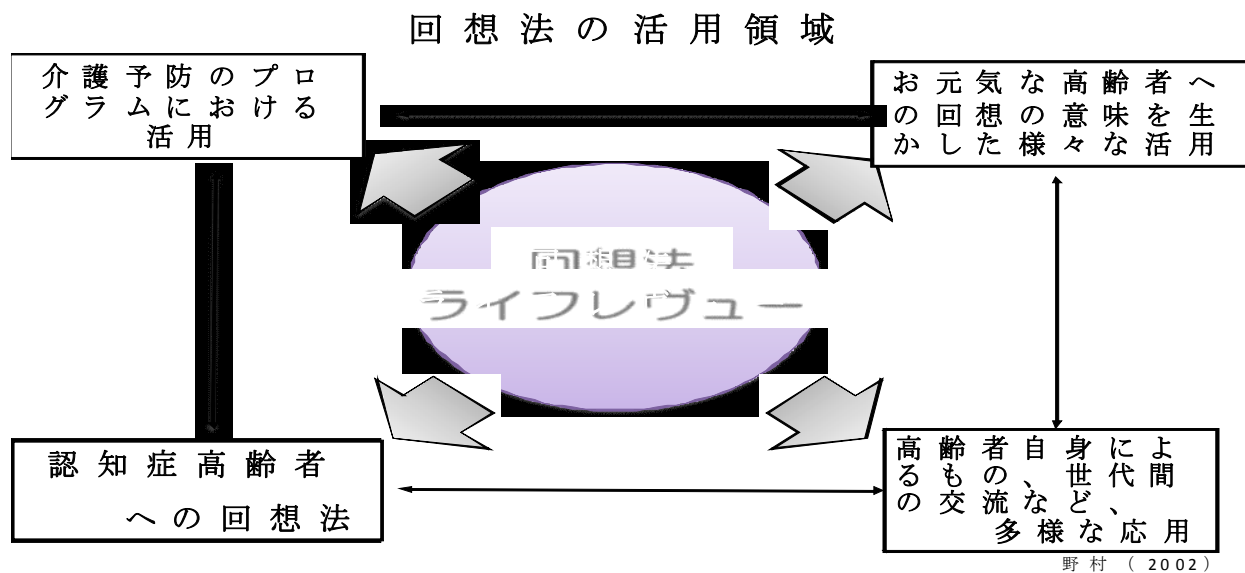 回想法の活用領域
介護予防のプロ
グラムにおける
活用
お元気な高齢者へ
の回想の意味を生
かした様々な活用
回想法
ライフレヴュー
認知症高齢者
への回想法
高齢者自身によ
るもの、世代間
の交流など、
多様な応用
野村(2002)